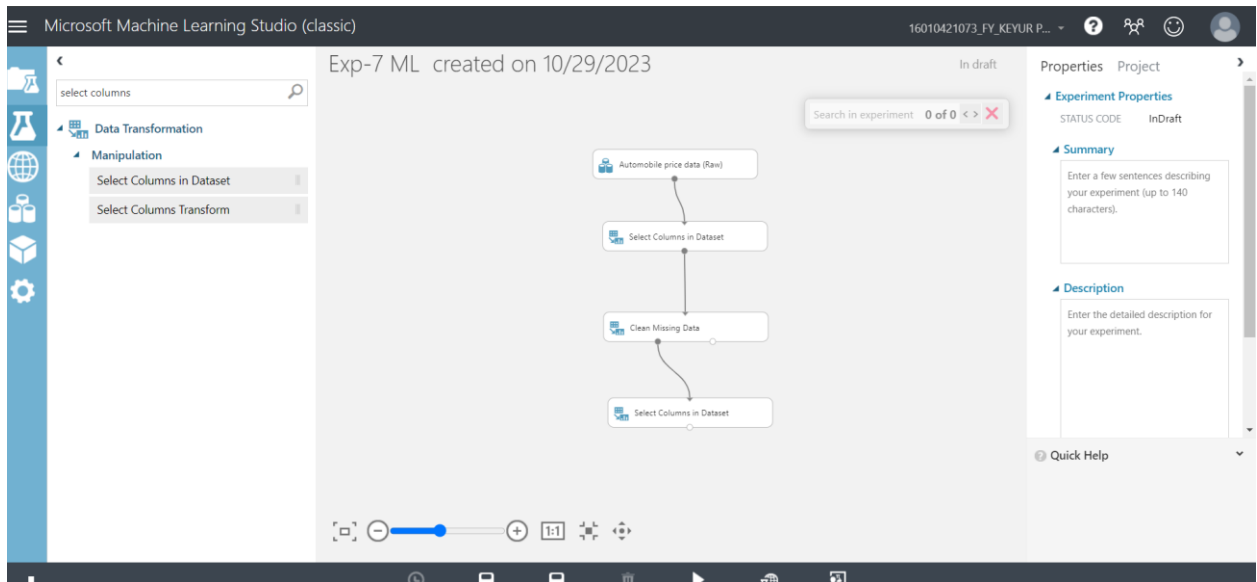 Microsoft Machine Learning Studio (classic)
16010421073_FY_KEYUR P...
Exp-7 ML created on 10/29/2023
In draft
select columns
Data Transformation
Manipulation
Select Columns in Dataset
Select Columns Transform
Search in experiment 0 of 0 < >
Automobile price data (Raw)
Select Columns in Dataset
Clean Missing Data
Select Columns in Dataset
1:1
Properties Project
Experiment Properties
STATUS CODE InDraft
Summary
Enter a few sentences describing
your experiment (up to 140
characters).
Description
Enter the detailed description for
your experiment.
Quick Help